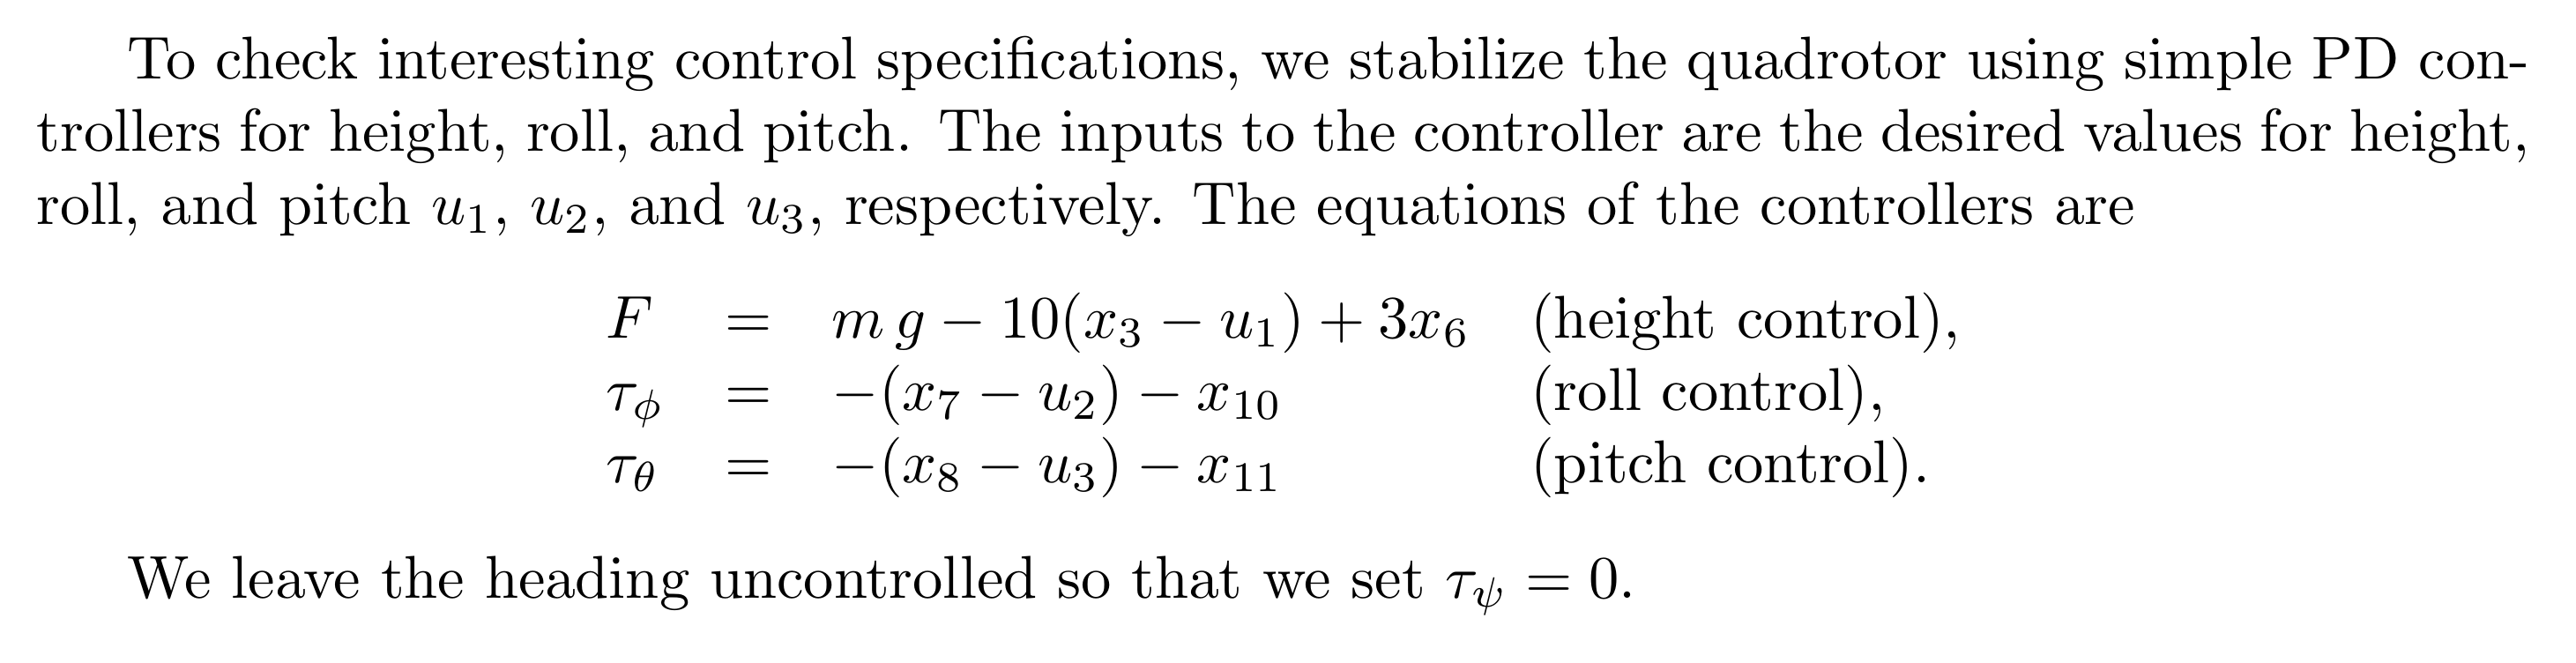 To check interesting control specifications, we stabilize the quadrotor using simple PD con-
trollers for height, roll, and pitch. The inputs to the controller are the desired values for height,
roll, and pitch u₁, u₂, and u₃, respectively. The equations of the controllers are
F = m g − 10(x₃ − u₁) + 3x₆ (height control),
τ_ϕ = −(x₇ − u₂) − x₁₀ (roll control),
τ_θ = −(x₈ − u₃) − x₁₁ (pitch control).
We leave the heading uncontrolled so that we set τ_ψ = 0.